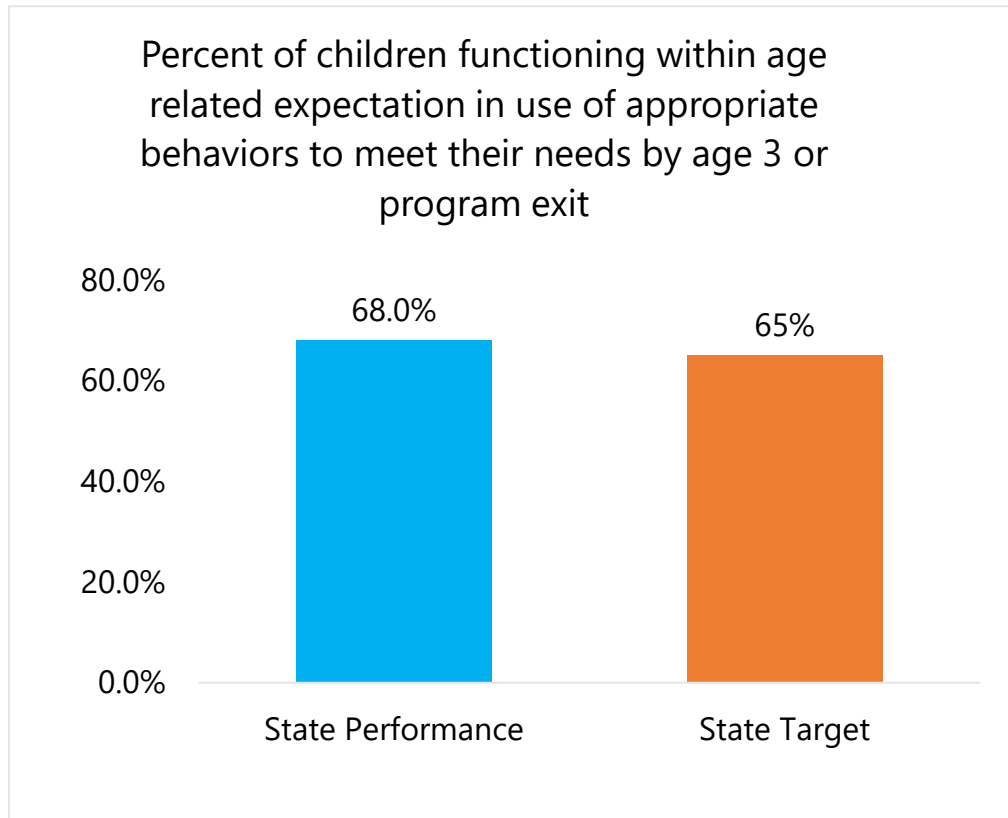 Percent of children functioning within age
related expectation in use of appropriate
behaviors to meet their needs by age 3 or
program exit
80.0%
68.0%
65%
60.0%
40.0%
20.0%
0.0%
State Performance
State Target